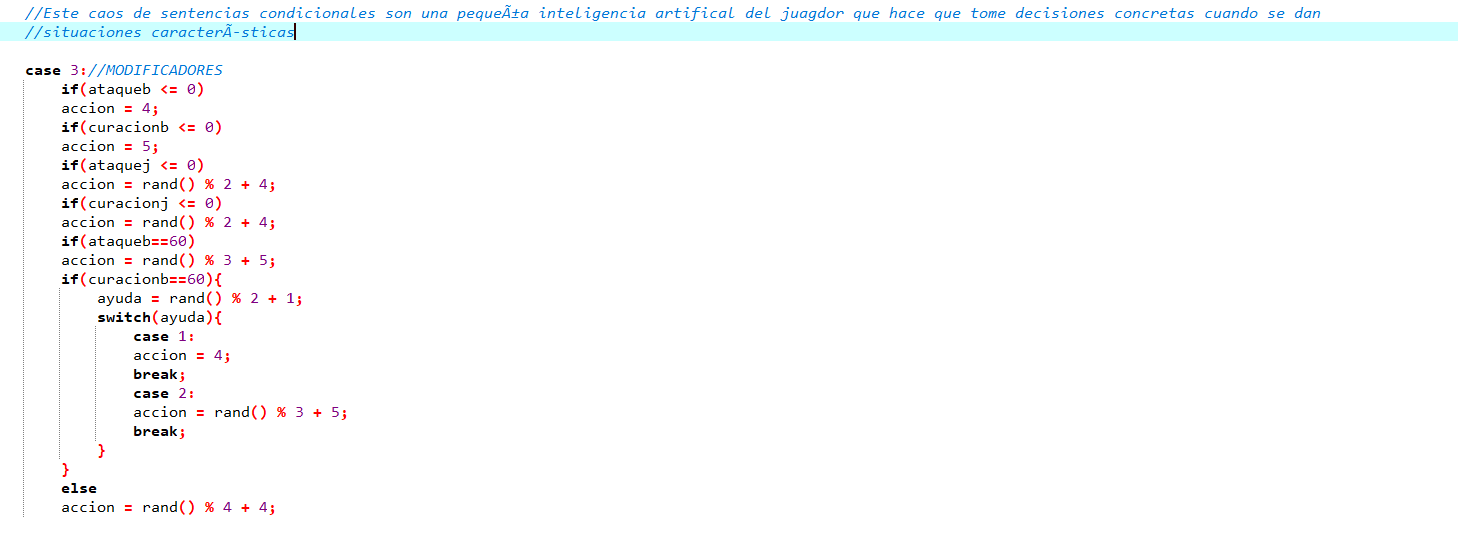 //Este caos de sentencias condicionales son una pequeÃ±a inteligencia artifical del juagdor que hace que tome decisiones concretas cuando se dan
//situaciones caracterÃ-sticas
case 3://MODIFICADORES
if(ataqueb <= 0)
accion = 4;
if(curacionb <= 0)
accion = 5;
if(ataquej <= 0)
accion = rand() % 2 + 4;
if(curacionj <= 0)
accion = rand() % 2 + 4;
if(ataqueb==60)
accion = rand() % 3 + 5;
if(curacionb==60){
ayuda = rand() % 2 + 1;
switch(ayuda){
case 1:
accion = 4;
break;
case 2:
accion = rand() % 3 + 5;
break;
}
}
else
accion = rand() % 4 + 4;